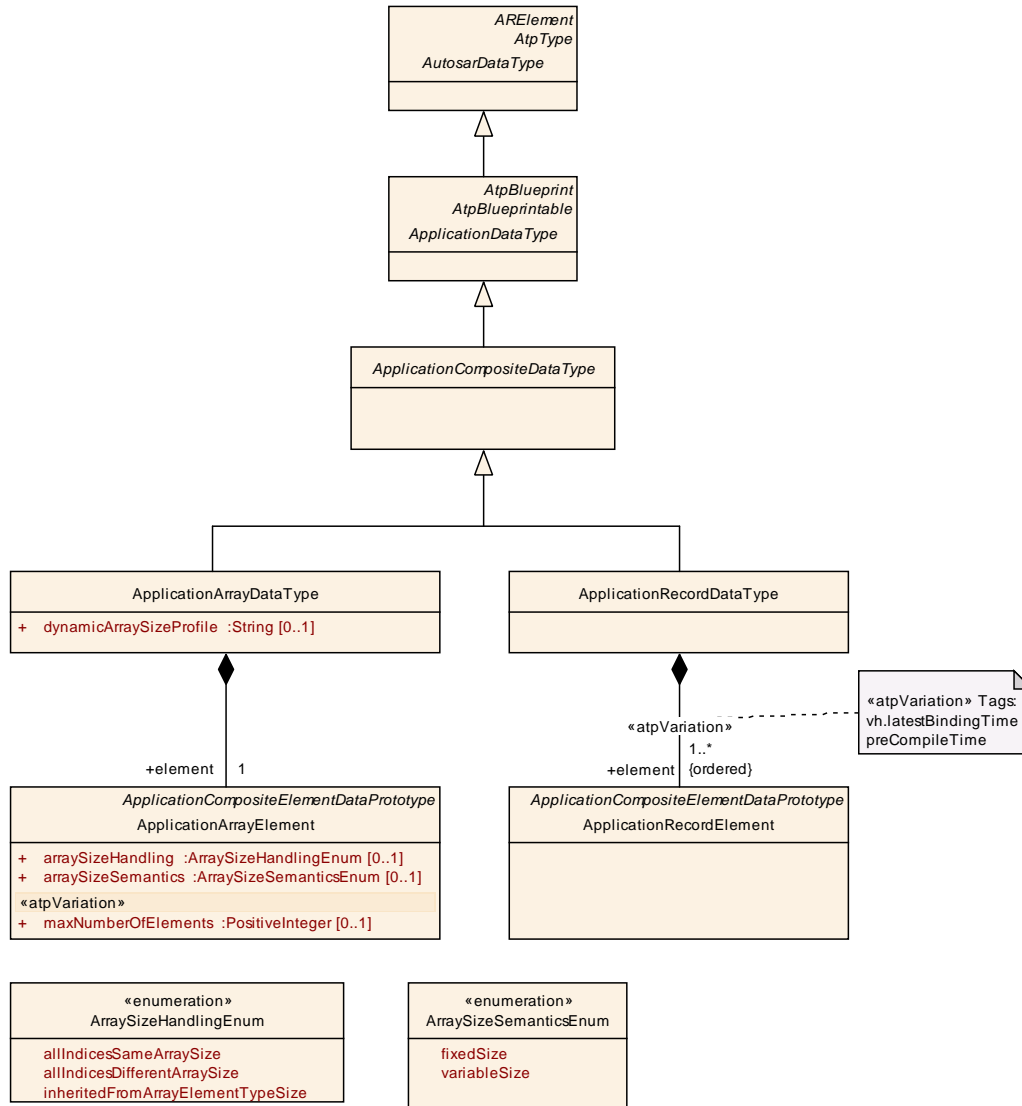 ARElement
AtpType
AutosarDataType
AtpBlueprint
AtpBlueprintable
ApplicationDataType
ApplicationCompositeDataType
ApplicationArrayDataType
+ dynamicArraySizeProfile :String [0..1]
ApplicationRecordDataType
«atpVariation» Tags:
vh.latestBindingTime
preCompileTime
«atpVariation»
1..*
+element {ordered}
+element 1
ApplicationCompositeElementDataPrototype
ApplicationArrayElement
+ arraySizeHandling :ArraySizeHandlingEnum [0..1]
+ arraySizeSemantics :ArraySizeSemanticsEnum [0..1]
«atpVariation»
+ maxNumberOfElements :PositiveInteger [0..1]
ApplicationCompositeElementDataPrototype
ApplicationRecordElement
«enumeration»
ArraySizeHandlingEnum
allIndicesSameArraySize
allIndicesDifferentArraySize
inheritedFromArrayElementTypeSize
«enumeration»
ArraySizeSemanticsEnum
fixedSize
variableSize